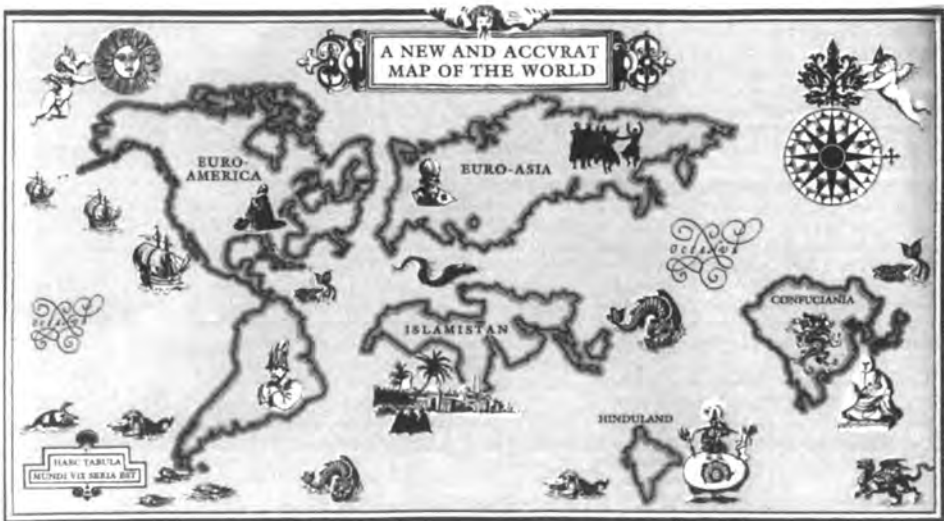 A NEW AND ACCVRAT
MAP OF THE WORLD
EURO-
AMERICA
EURO-ASIA
CONFUCIANIA
ISLAMISTAN
HINDULAND
HAEC TABULA
MUNDI VIX SERIA EST